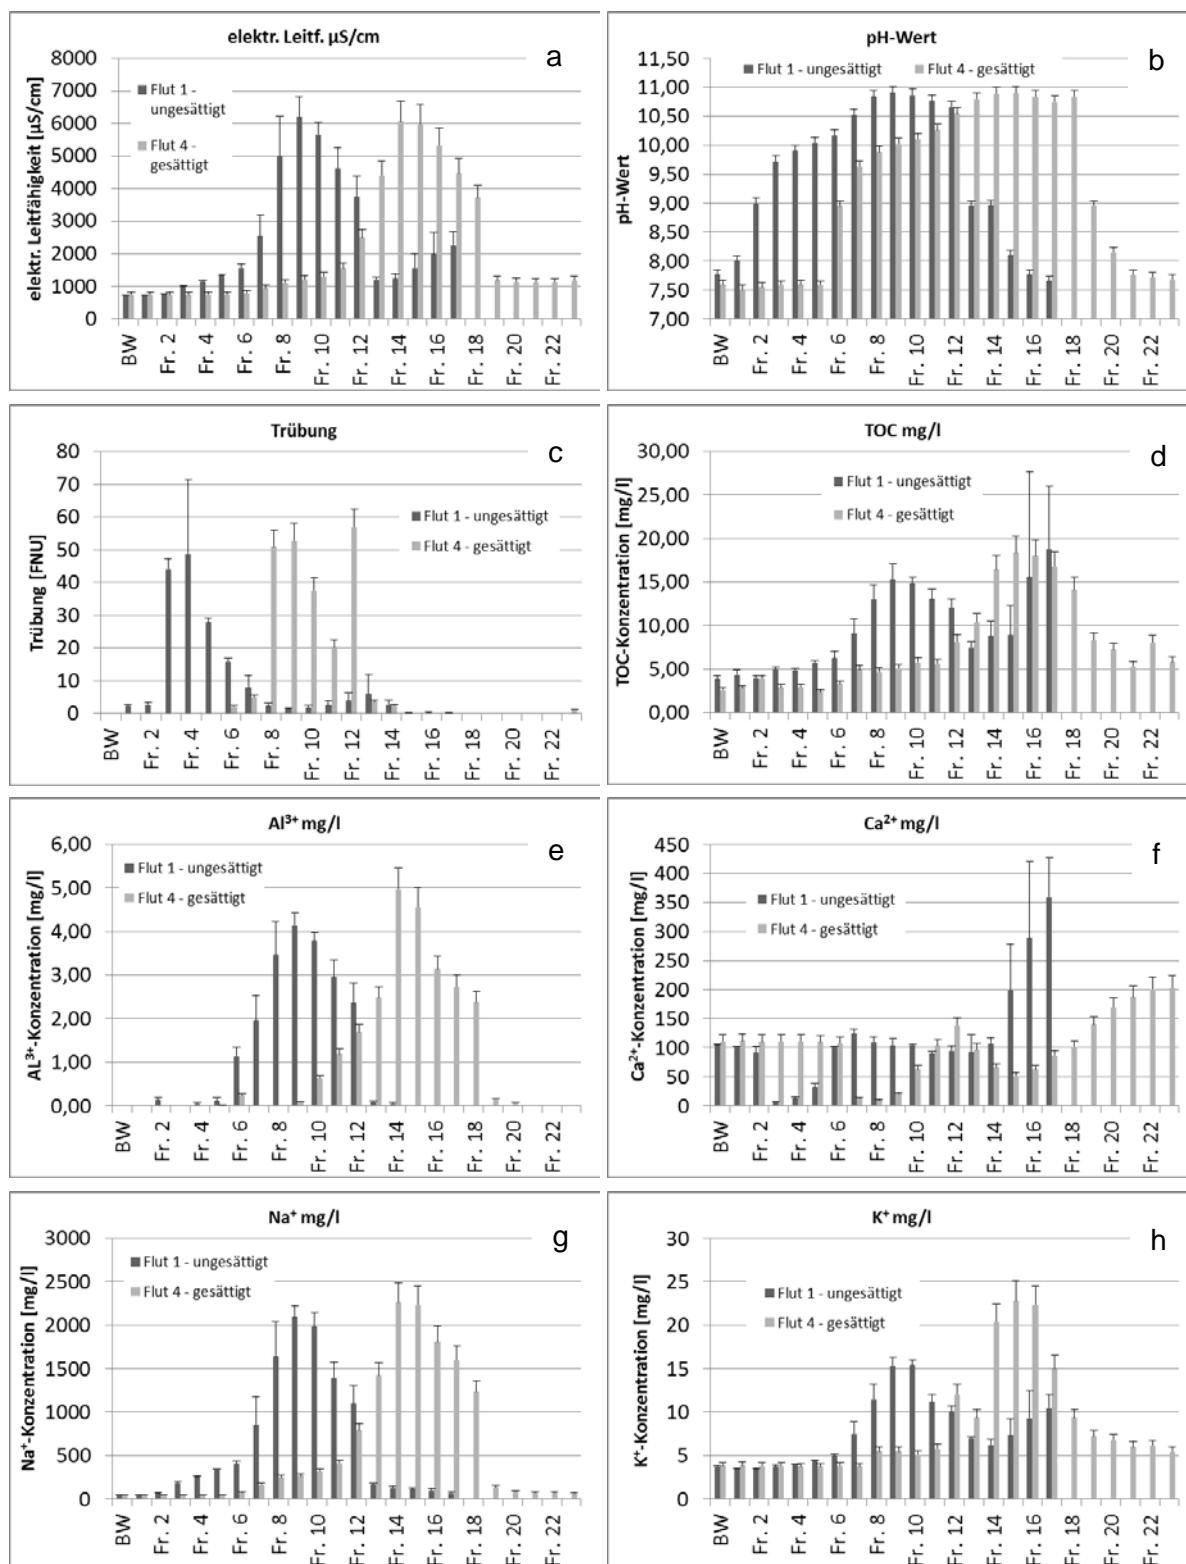 elektr. Leitf. µS/cm
a
elektr. Leitfähigkeit [µS/cm]
8000
7000
6000
5000
4000
3000
2000
1000
0
Flut 1 -
ungesättigt
Flut 4 -
gesättigt
BW
Fr. 2
Fr. 4
Fr. 6
Fr. 8
Fr. 10
Fr. 12
Fr. 14
Fr. 16
Fr. 18
Fr. 20
Fr. 22
pH-Wert
b
pH-Wert
11,50
11,00
10,50
10,00
9,50
9,00
8,50
8,00
7,50
7,00
Flut 1 - ungesättigt
Flut 4 - gesättigt
BW
Fr. 2
Fr. 4
Fr. 6
Fr. 8
Fr. 10
Fr. 12
Fr. 14
Fr. 16
Fr. 18
Fr. 20
Fr. 22
Trübung
c
Trübung [FNU]
80
70
60
50
40
30
20
10
0
Flut 1 - ungesättigt
Flut 4 - gesättigt
BW
Fr. 2
Fr. 4
Fr. 6
Fr. 8
Fr. 10
Fr. 12
Fr. 14
Fr. 16
Fr. 18
Fr. 20
Fr. 22
TOC mg/l
d
TOC-Konzentration [mg/l]
30,00
25,00
20,00
15,00
10,00
5,00
0,00
Flut 1 - ungesättigt
Flut 4 - gesättigt
BW
Fr. 2
Fr. 4
Fr. 6
Fr. 8
Fr. 10
Fr. 12
Fr. 14
Fr. 16
Fr. 18
Fr. 20
Fr. 22
Al³⁺ mg/l
e
AL³⁺-Konzentration [mg/l]
6,00
5,00
4,00
3,00
2,00
1,00
0,00
Flut 1 - ungesättigt
Flut 4 - gesättigt
BW
Fr. 2
Fr. 4
Fr. 6
Fr. 8
Fr. 10
Fr. 12
Fr. 14
Fr. 16
Fr. 18
Fr. 20
Fr. 22
Ca²⁺ mg/l
f
Ca²⁺-Konzentration [mg/l]
450
400
350
300
250
200
150
100
50
0
Flut 1 - ungesättigt
Flut 4 - gesättigt
BW
Fr. 2
Fr. 4
Fr. 6
Fr. 8
Fr. 10
Fr. 12
Fr. 14
Fr. 16
Fr. 18
Fr. 20
Fr. 22
Na⁺ mg/l
g
Na⁺-Konzentration [mg/l]
3000
2500
2000
1500
1000
500
0
Flut 1 - ungesättigt
Flut 4 - gesättigt
BW
Fr. 2
Fr. 4
Fr. 6
Fr. 8
Fr. 10
Fr. 12
Fr. 14
Fr. 16
Fr. 18
Fr. 20
Fr. 22
K⁺ mg/l
h
K⁺-Konzentration [mg/l]
30
25
20
15
10
5
0
Flut 1 - ungesättigt
Flut 4 - gesättigt
BW
Fr. 2
Fr. 4
Fr. 6
Fr. 8
Fr. 10
Fr. 12
Fr. 14
Fr. 16
Fr. 18
Fr. 20
Fr. 22